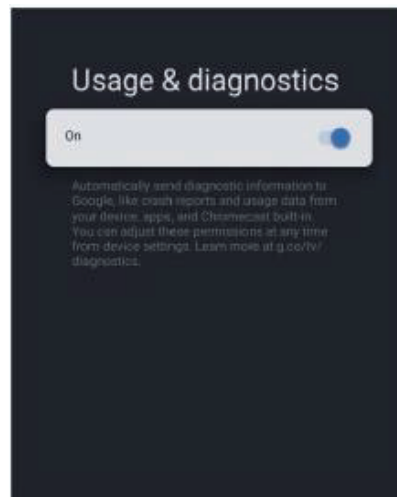 Usage & diagnostics
On
Automatically send diagnostic information to
Google, like crash reports and usage data from
your device, apps, and Chromecast built-in.
You can adjust these permissions at any time
from device settings. Learn more at g.co/tv/
diagnostics.